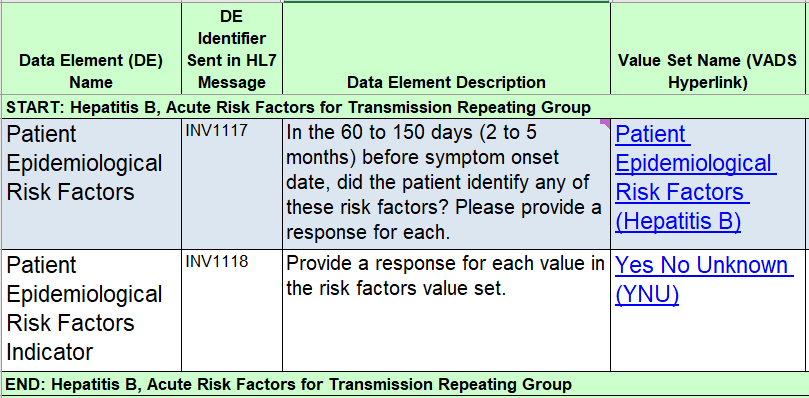 Data Element (DE) Name
DE Identifier Sent in HL7 Message
Data Element Description
Value Set Name (VADS Hyperlink)
START: Hepatitis B, Acute Risk Factors for Transmission Repeating Group
Patient
Epidemiological
Risk Factors
INV1117
In the 60 to 150 days (2 to 5
months) before symptom onset
date, did the patient identify any of
these risk factors? Please provide a
response for each.
Patient
Epidemiological
Risk Factors
(Hepatitis B)
Patient
Epidemiological
Risk Factors
Indicator
INV1118
Provide a response for each value in
the risk factors value set.
Yes No Unknown
(YNU)
END: Hepatitis B, Acute Risk Factors for Transmission Repeating Group